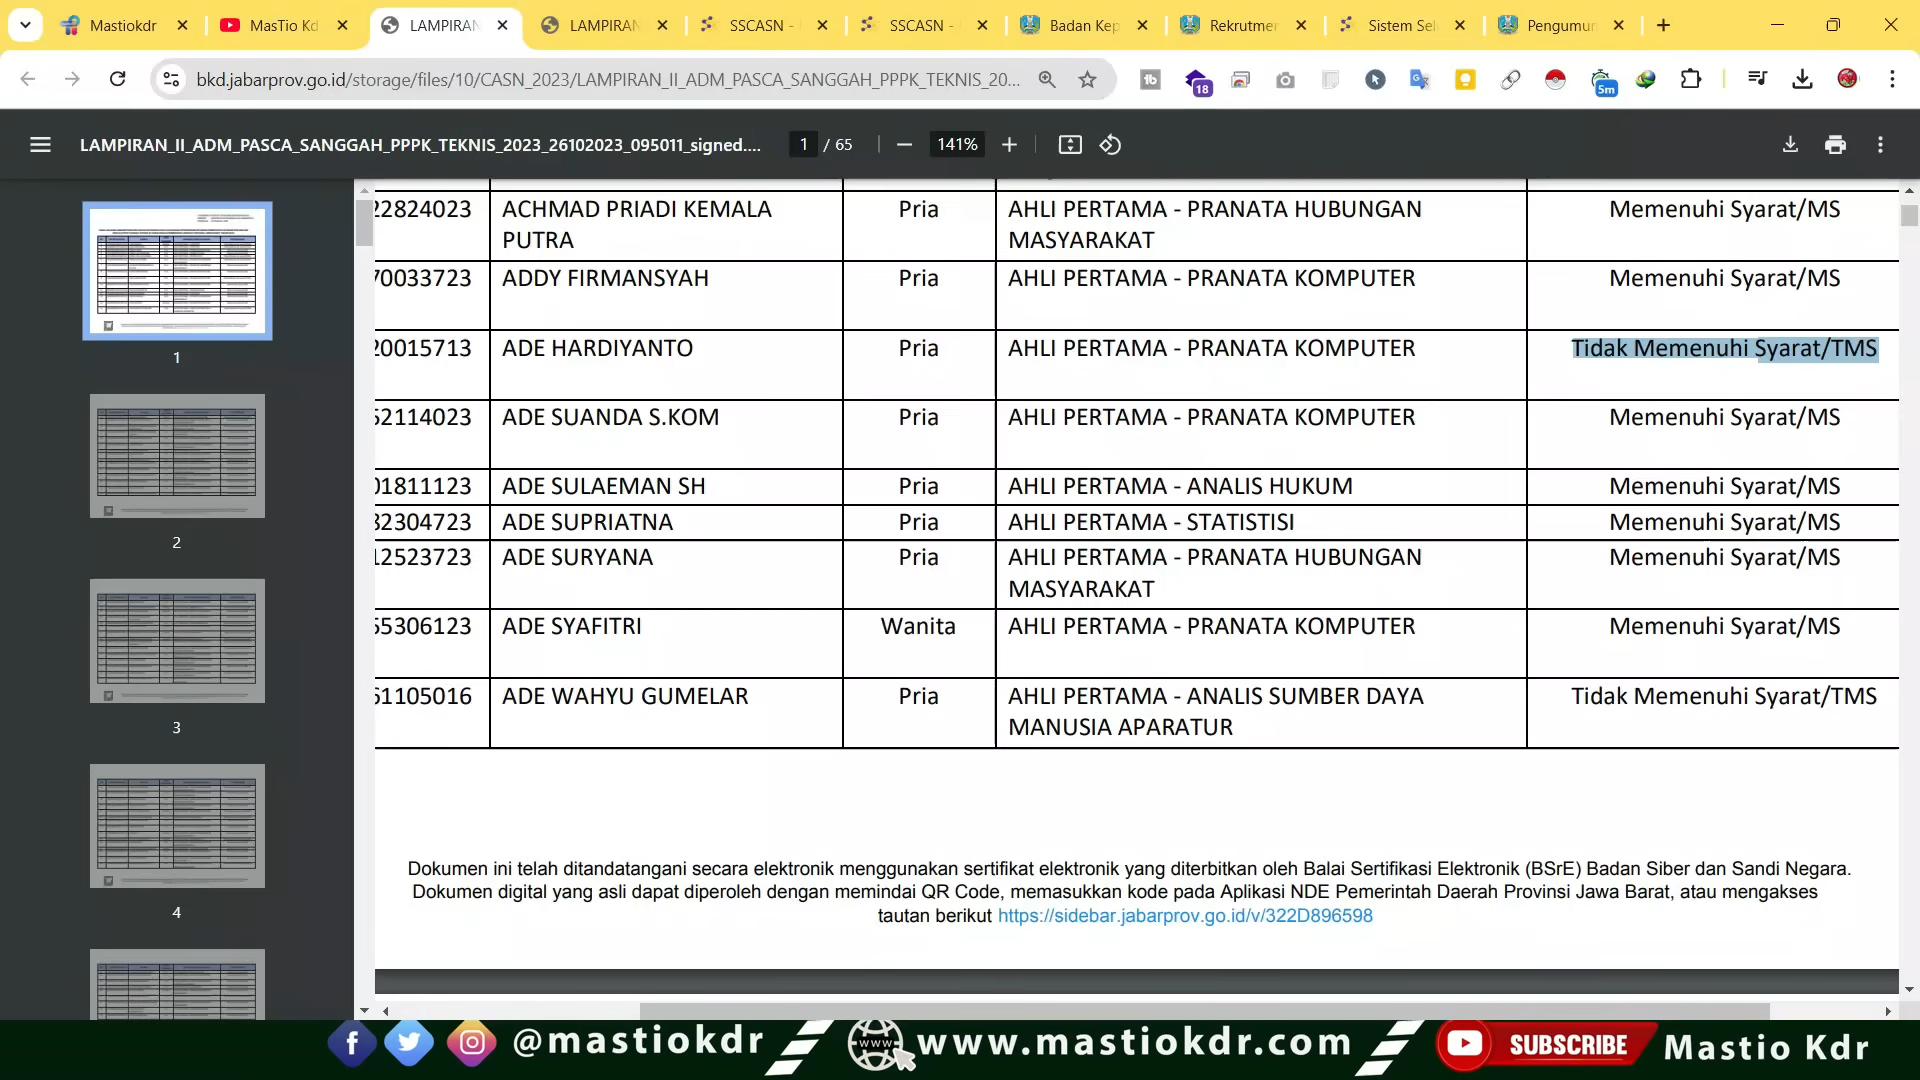 Mastiokdr
MasTio Kd
LAMPIRAN
LAMPIRAN
SSCASN -
SSCASN -
Badan Kep
Rekrutmen
Sistem Sel
Pengumun
bkd.jabarprov.go.id/storage/files/10/CASN_2023/LAMPIRAN_II_ADM_PASCA_SANGGAH_PPPK_TEKNIS_20...
18
5m
LAMPIRAN_II_ADM_PASCA_SANGGAH_PPPK_TEKNIS_2023_26102023_095011_signed....
1 / 65
141%
1
2
3
4
22824023 ACHMAD PRIADI KEMALA Pria AHLI PERTAMA - PRANATA HUBUNGAN Memenuhi Syarat/MS
PUTRA MASYARAKAT
70033723 ADDY FIRMANSYAH Pria AHLI PERTAMA - PRANATA KOMPUTER Memenuhi Syarat/MS
20015713 ADE HARDIYANTO Pria AHLI PERTAMA - PRANATA KOMPUTER Tidak Memenuhi Syarat/TMS
52114023 ADE SUANDA S.KOM Pria AHLI PERTAMA - PRANATA KOMPUTER Memenuhi Syarat/MS
01811123 ADE SULAEMAN SH Pria AHLI PERTAMA - ANALIS HUKUM Memenuhi Syarat/MS
32304723 ADE SUPRIATNA Pria AHLI PERTAMA - STATISTISI Memenuhi Syarat/MS
12523723 ADE SURYANA Pria AHLI PERTAMA - PRANATA HUBUNGAN Memenuhi Syarat/MS
MASYARAKAT
55306123 ADE SYAFITRI Wanita AHLI PERTAMA - PRANATA KOMPUTER Memenuhi Syarat/MS
61105016 ADE WAHYU GUMELAR Pria AHLI PERTAMA - ANALIS SUMBER DAYA Tidak Memenuhi Syarat/TMS
MANUSIA APARATUR
Dokumen ini telah ditandatangani secara elektronik menggunakan sertifikat elektronik yang diterbitkan oleh Balai Sertifikasi Elektronik (BSrE) Badan Siber dan Sandi Negara.
Dokumen digital yang asli dapat diperoleh dengan memindai QR Code, memasukkan kode pada Aplikasi NDE Pemerintah Daerah Provinsi Jawa Barat, atau mengakses
tautan berikut https://sidebar.jabarprov.go.id/v/322D896598
@mastiokdr
www
www.mastiokdr.com
SUBSCRIBE
Mastio Kdr